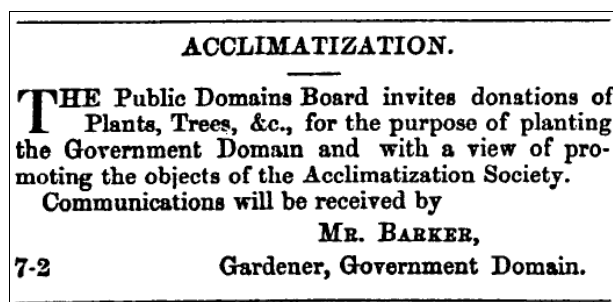 ACCLIMATIZATION.
THE Public Domains Board invites donations of
Plants, Trees, &c., for the purpose of planting
the Government Domain and with a view of pro-
moting the objects of the Acclimatization Society.
Communications will be received by
MR. BARKER,
7-2 Gardener, Government Domain.